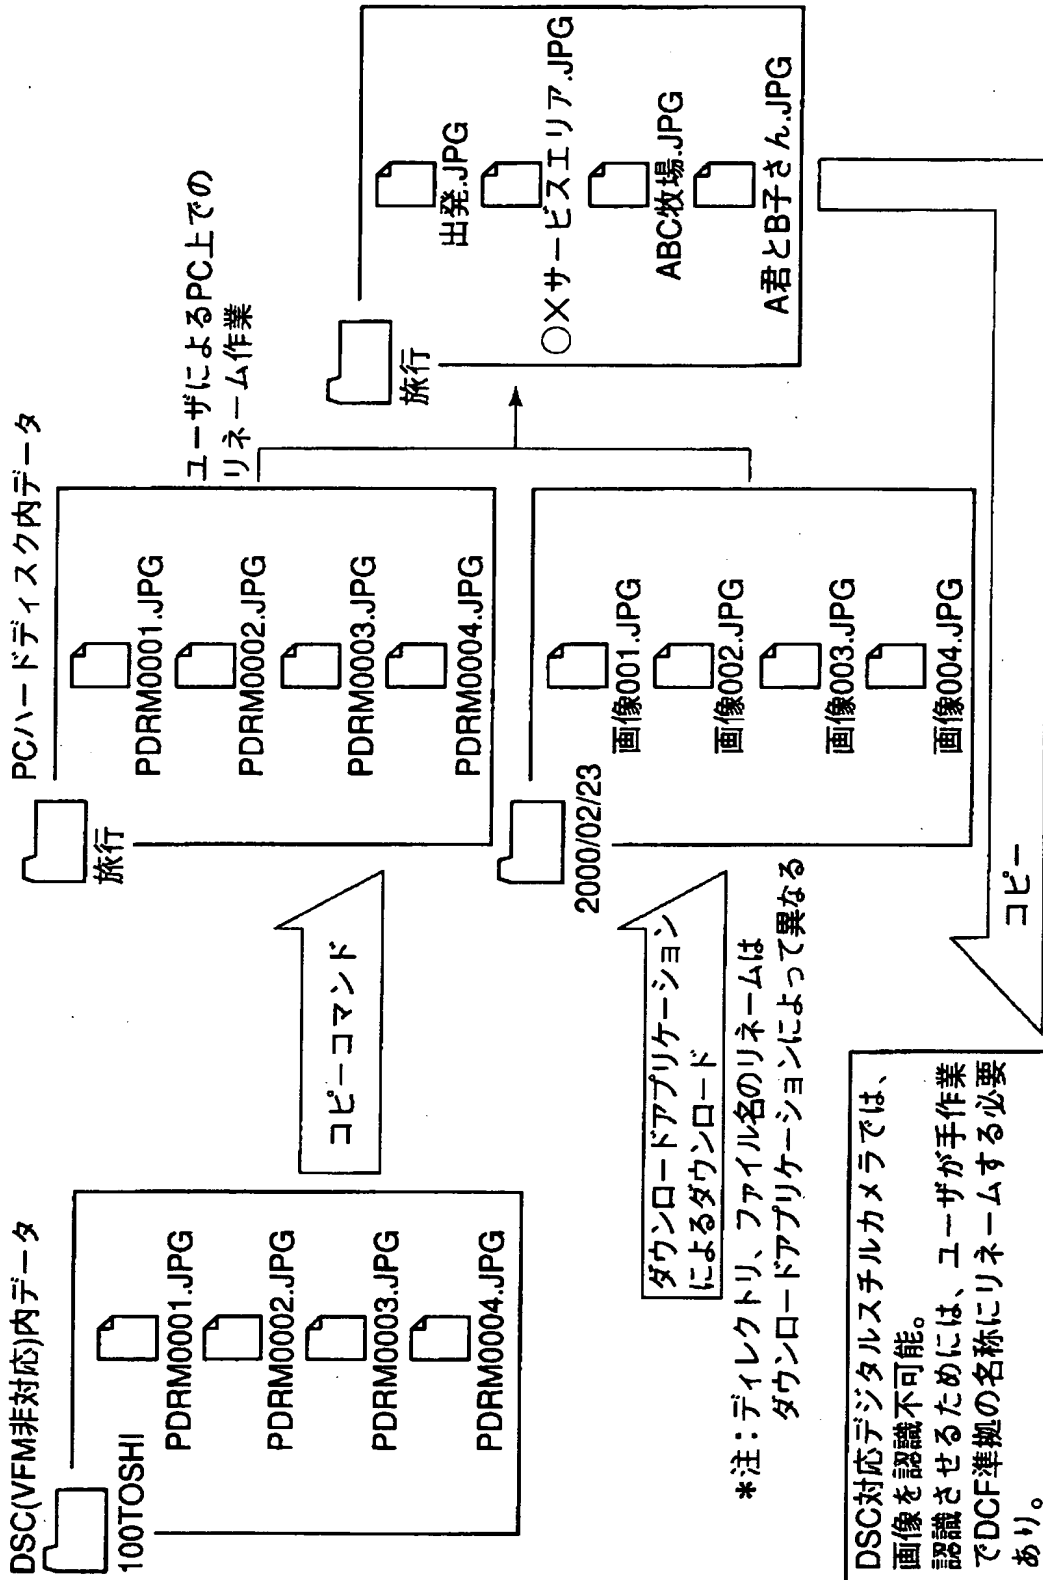 DSC(VFM非対応)内データ
100TOSHI
PDRM0001.JPG
PDRM0002.JPG
PDRM0003.JPG
PDRM0004.JPG
コピーコマンド
PCハードディスク内データ
旅行
PDRM0001.JPG
PDRM0002.JPG
PDRM0003.JPG
PDRM0004.JPG
ダウンロードアプリケーション
によるダウンロード
*注：ディレクトリ、ファイル名のリネームは
ダウンロードアプリケーションによって異なる
2000/02/23
画像001.JPG
画像002.JPG
画像003.JPG
画像004.JPG
ユーザによるPC上での
リネーム作業
旅行
出発.JPG
○×サービスエリア.JPG
ABC牧場.JPG
A君とB子さん.JPG
コピー
DSC対応デジタルスチルカメラでは、
画像を認識不可能。
認識させるためには、ユーザが手作業
でDCF準拠の名称にリネームする必要
あり。